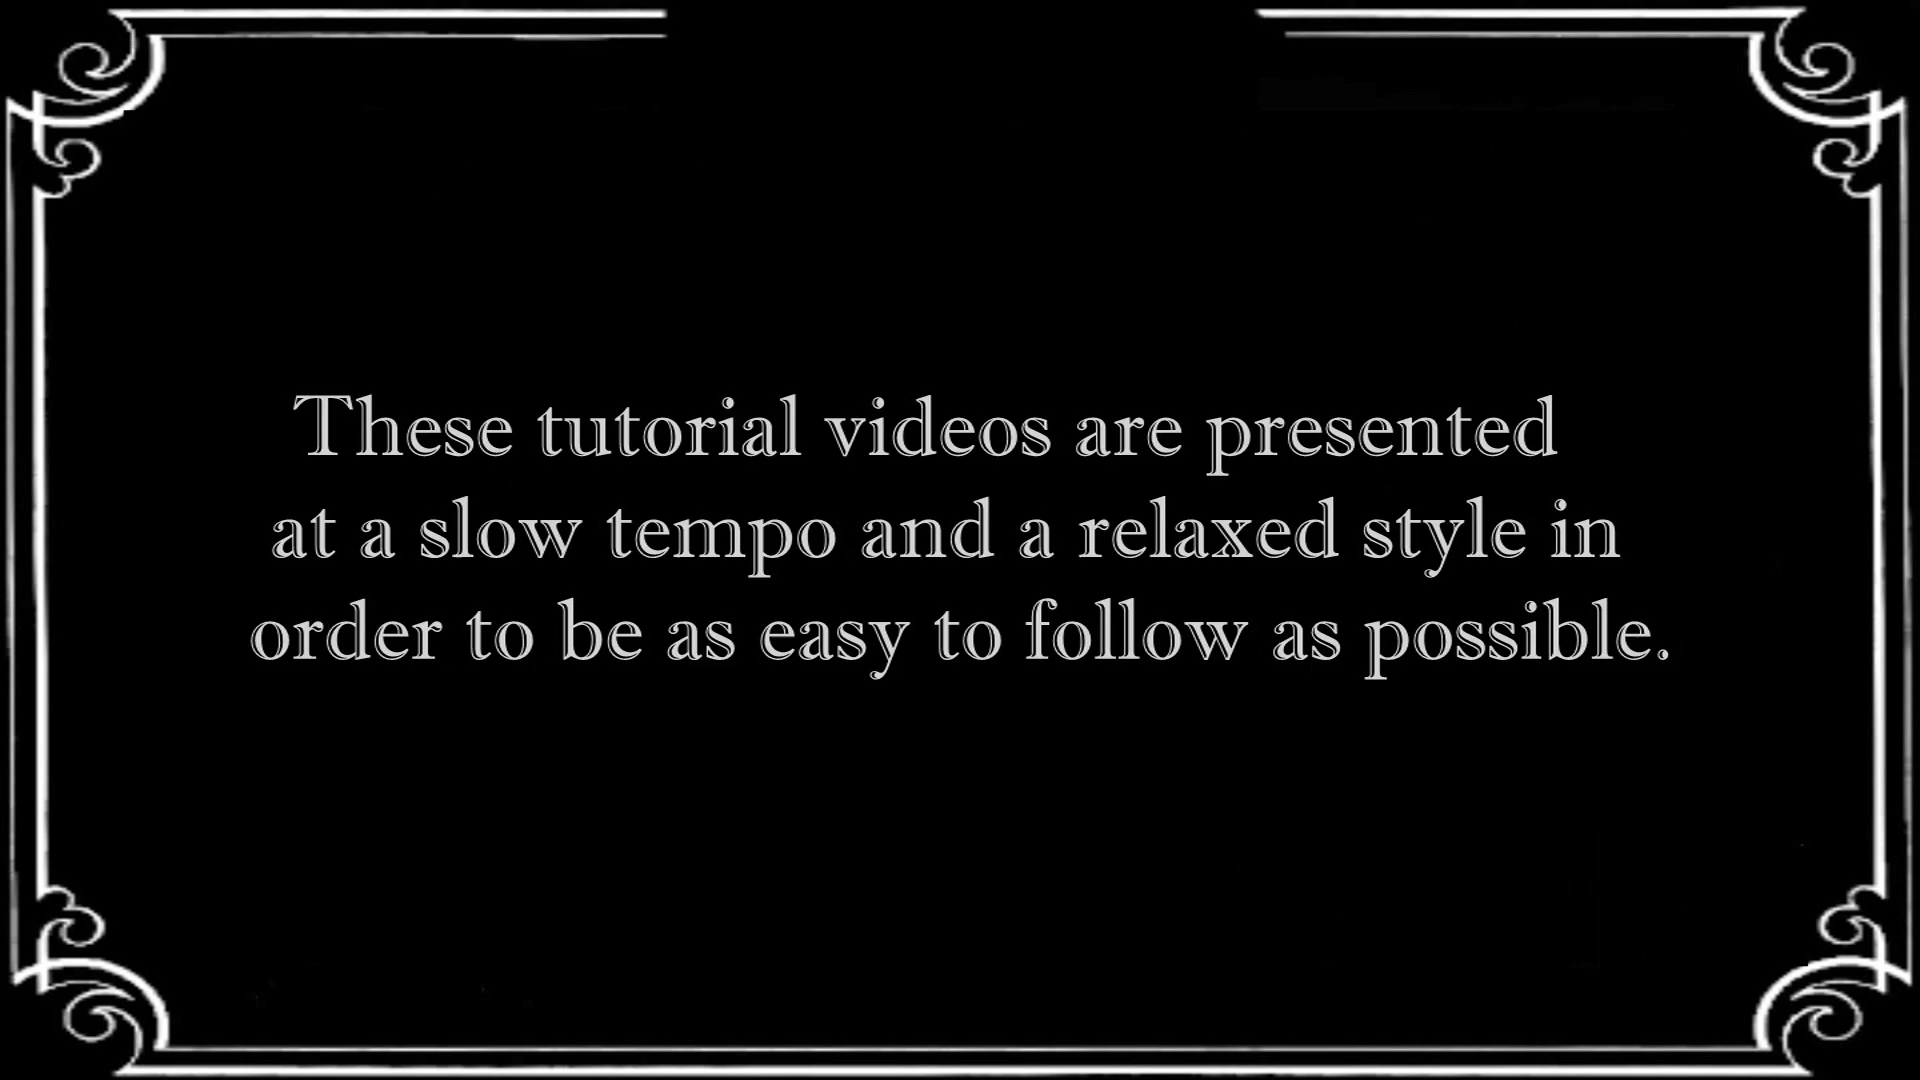 These tutorial videos are presented
at a slow tempo and a relaxed style in
order to be as easy to follow as possible.